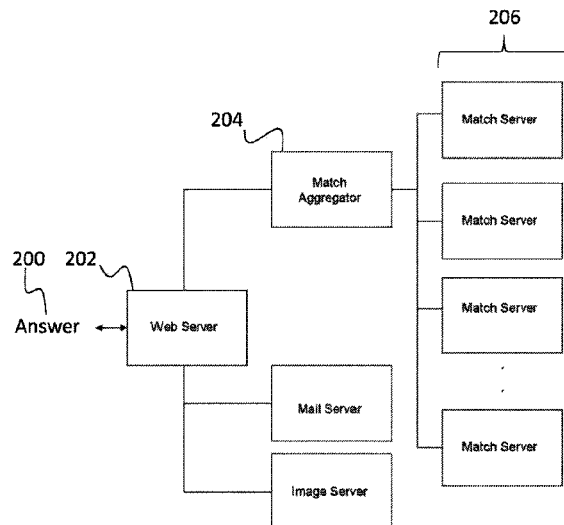 206
Match Server
204
Match
Aggregator
Match Server
200
202
Answer
Web Server
Match Server
Mail Server
Match Server
Image Server